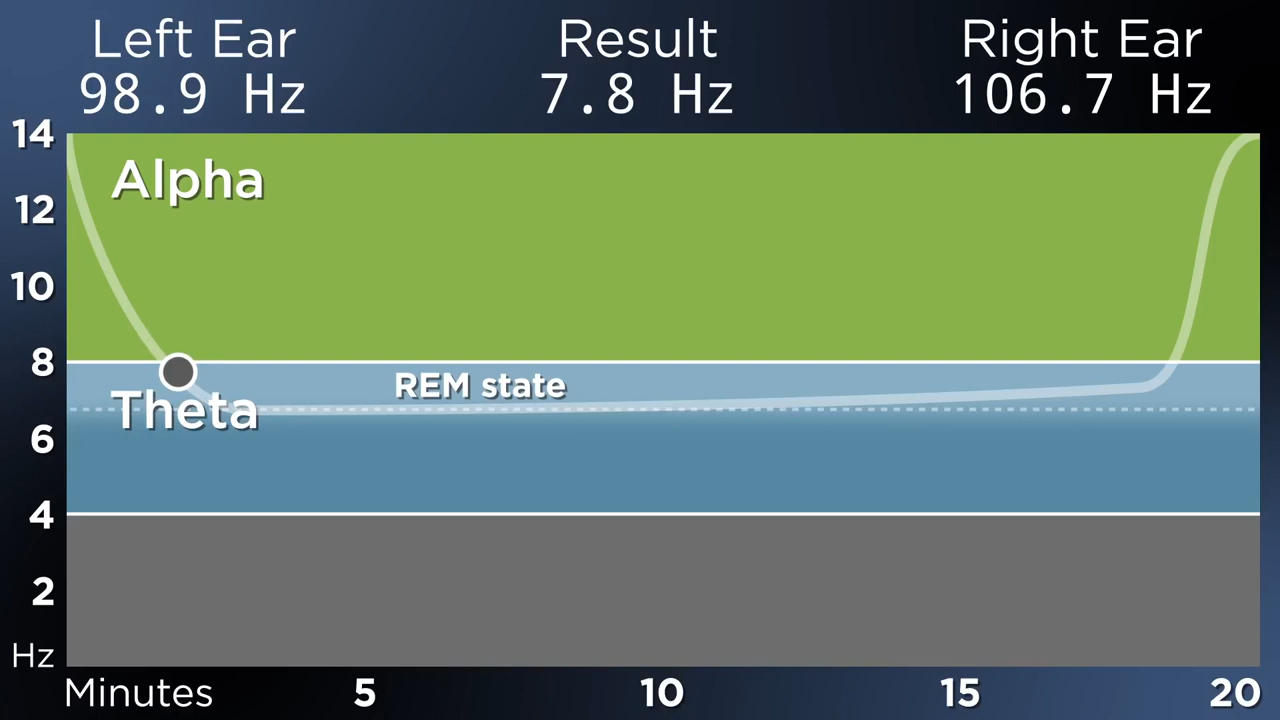 Left Ear
98.9 Hz
Result
7.8 Hz
Right Ear
106.7 Hz
14
12
10
8
6
4
2
Hz
Alpha
REM state
Theta
Minutes 5 10 15 20